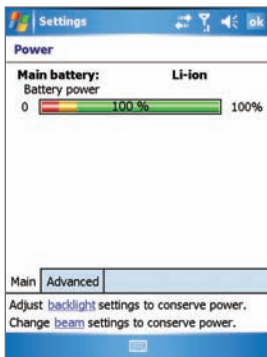 Settings
ok
Power
Main battery: Li-ion
Battery power
0 100 % 100%
Main Advanced
Adjust backlight settings to conserve power.
Change beam settings to conserve power.